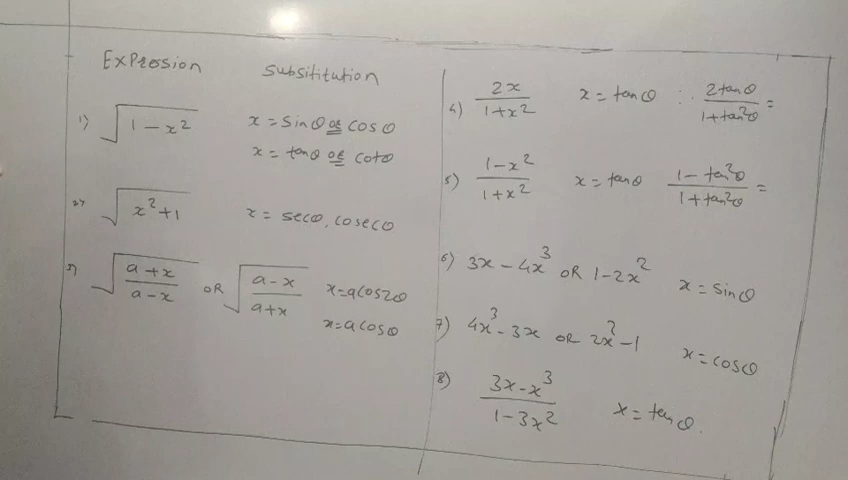 Expression Subsititution
1) √(1 - x²) x = sinθ or cosθ
x = tanθ or cotθ
2) √(x² + 1) x = secθ, cosecθ
3) √((a + x)/(a - x)) OR √((a - x)/(a + x)) x = a cos2θ
x = a cosθ
4) 2x/(1 + x²) x = tanθ ∴ 2tanθ/(1 + tan²θ) =
5) (1 - x²)/(1 + x²) x = tanθ (1 - tan²θ)/(1 + tan²θ) =
6) 3x - 4x³ OR 1 - 2x² x = sinθ
7) 4x³ - 3x OR 2x² - 1 x = cosθ
8) (3x - x³)/(1 - 3x²) x = tanθ.